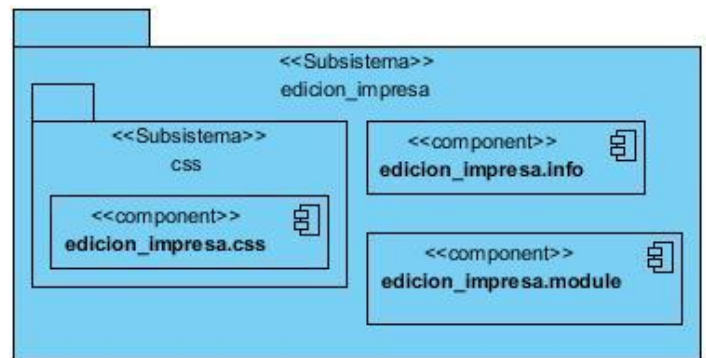 <<Subsistema>>
edicion_impresa
<<Subsistema>>
css
<<component>>
edicion_impresa.css
<<component>>
edicion_impresa.info
<<component>>
edicion_impresa.module